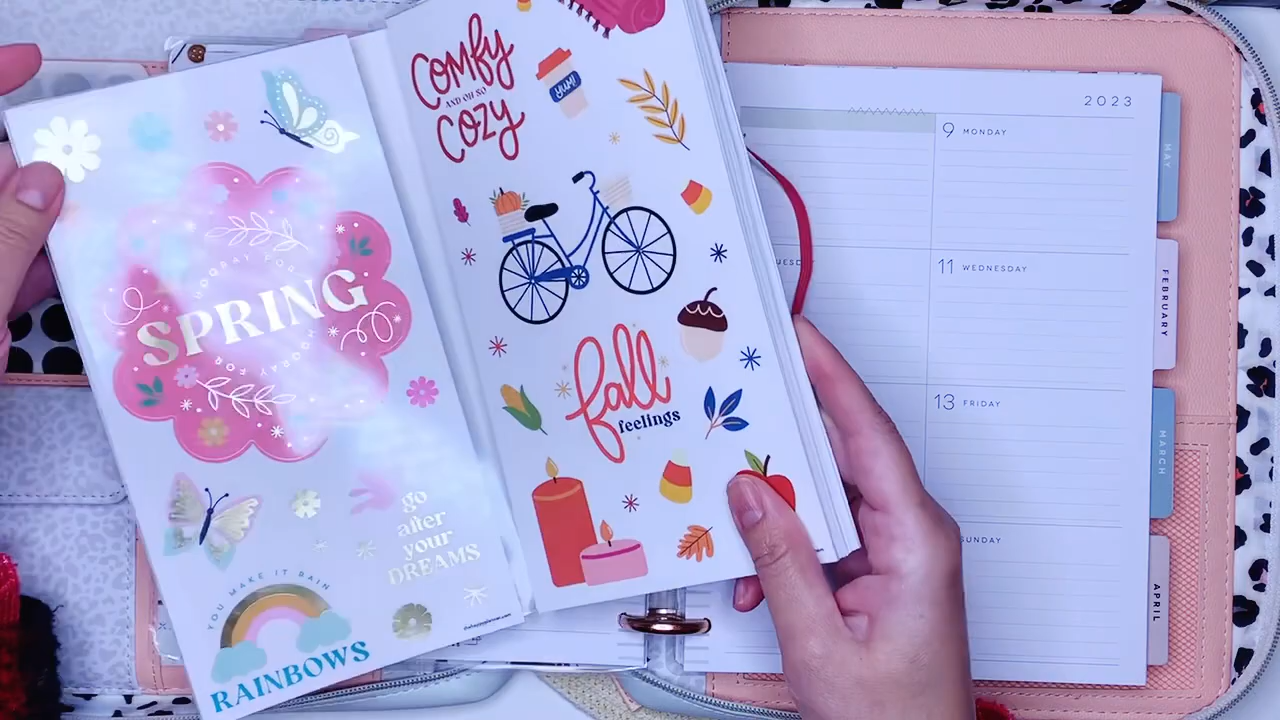 HOORAY FOR
SPRING
HOORAY FOR
go
after
your
DREAMS
YOU MAKE IT RAIN
RAINBOWS
COMFY
AND OH SO
COZY
YUM!
fall
feelings
2023
9 MONDAY
11 WEDNESDAY
13 FRIDAY
SUNDAY
MAY
FEBRUARY
MARCH
APRIL